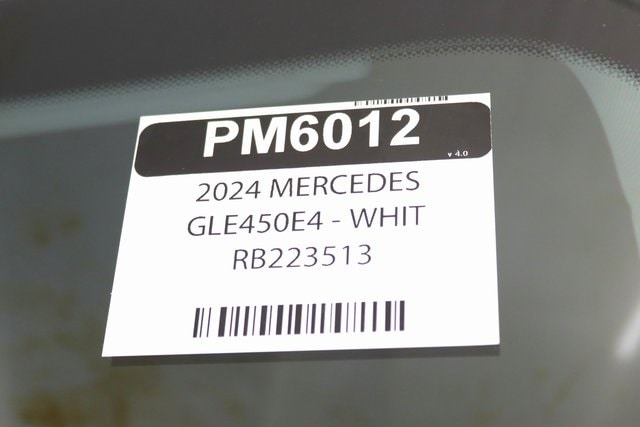 PM6012
v 4.0
2024 MERCEDES
GLE450E4 - WHIT
RB223513